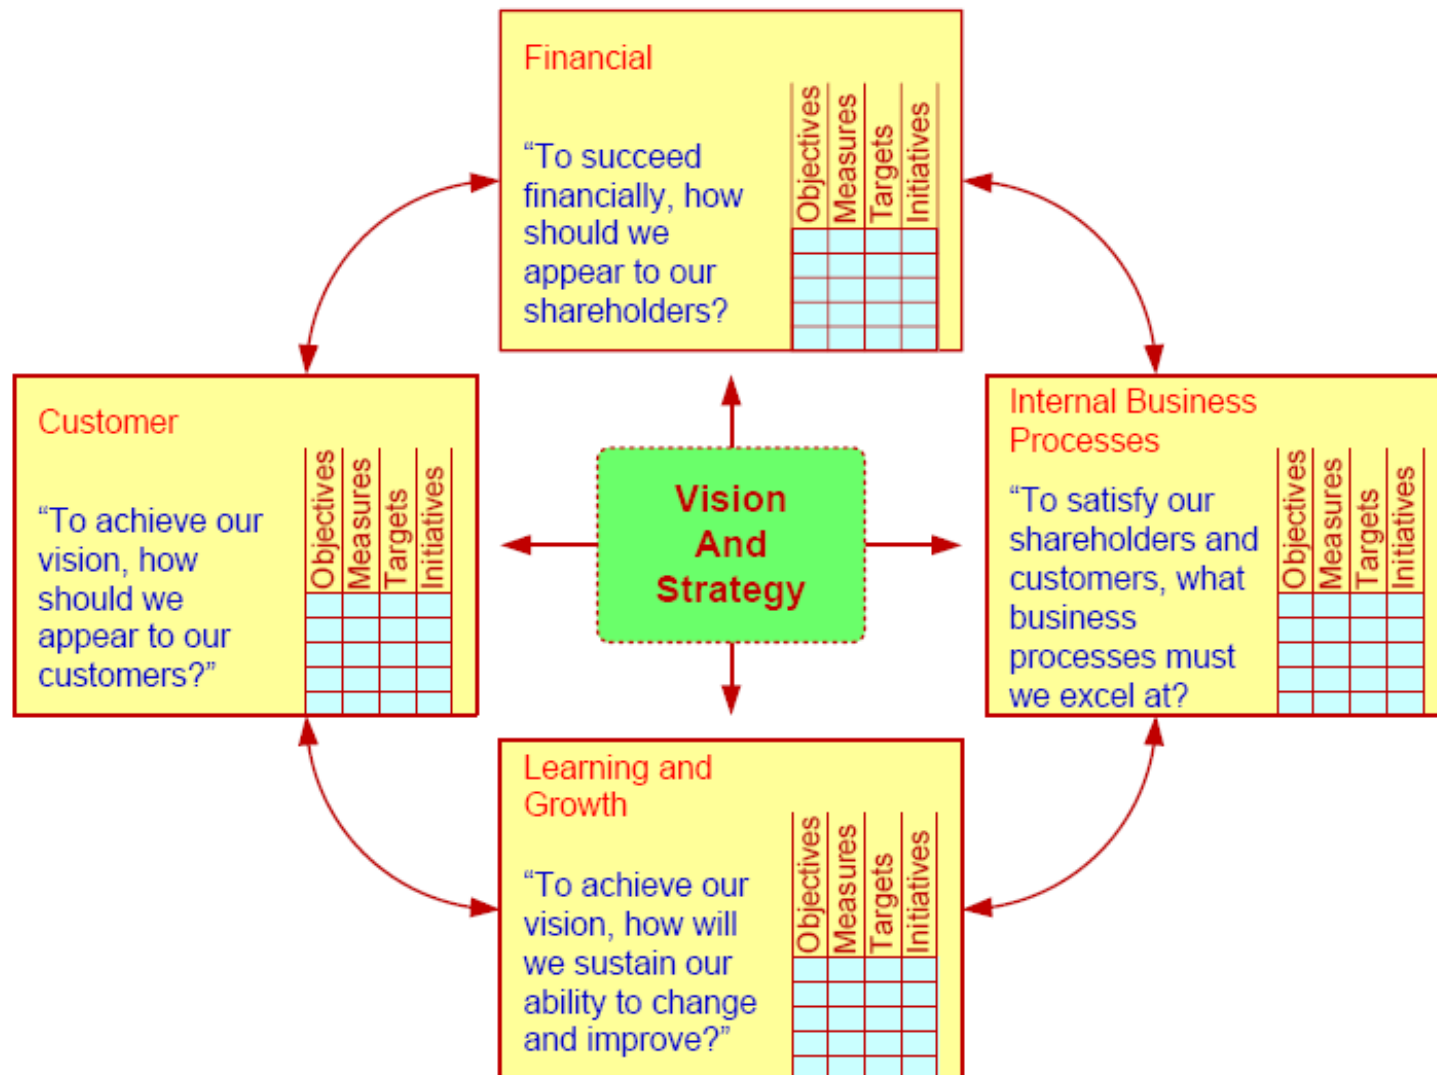 Financial
“To succeed
financially, how
should we
appear to our
shareholders?
Objectives
Measures
Targets
Initiatives
Customer
“To achieve our
vision, how
should we
appear to our
customers?”
Objectives
Measures
Targets
Initiatives
Vision
And
Strategy
Internal Business
Processes
“To satisfy our
shareholders and
customers, what
business
processes must
we excel at?
Objectives
Measures
Targets
Initiatives
Learning and
Growth
“To achieve our
vision, how will
we sustain our
ability to change
and improve?”
Objectives
Measures
Targets
Initiatives